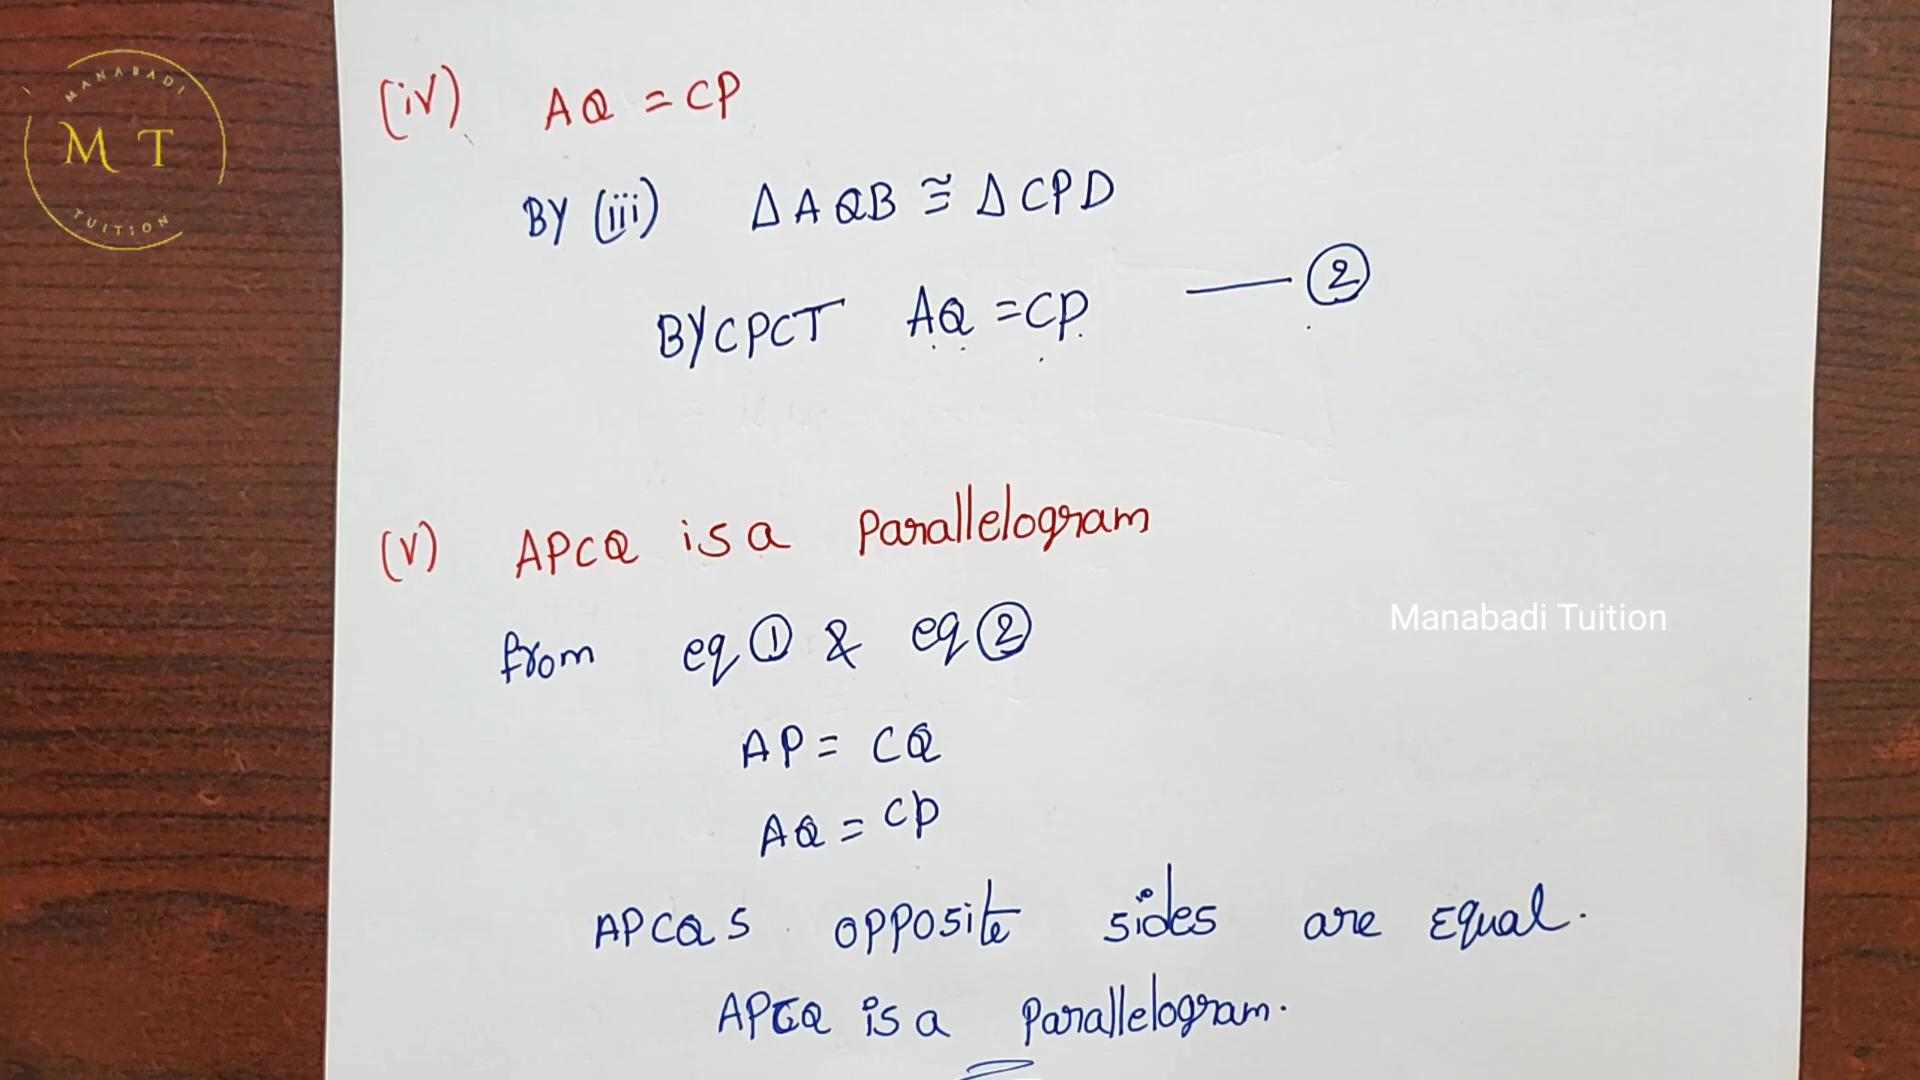 MANABADI
M T
TUITION
(iv) AQ = CP
BY (iii) ΔAQB ≅ ΔCPD
BY CPCT AQ = CP —— ②
(v) APCQ is a Parallelogram
from eq ① & eq ②
Manabadi Tuition
AP = CQ
AQ = CP
APCQ S opposite sides are Equal.
APCQ is a parallelogram.